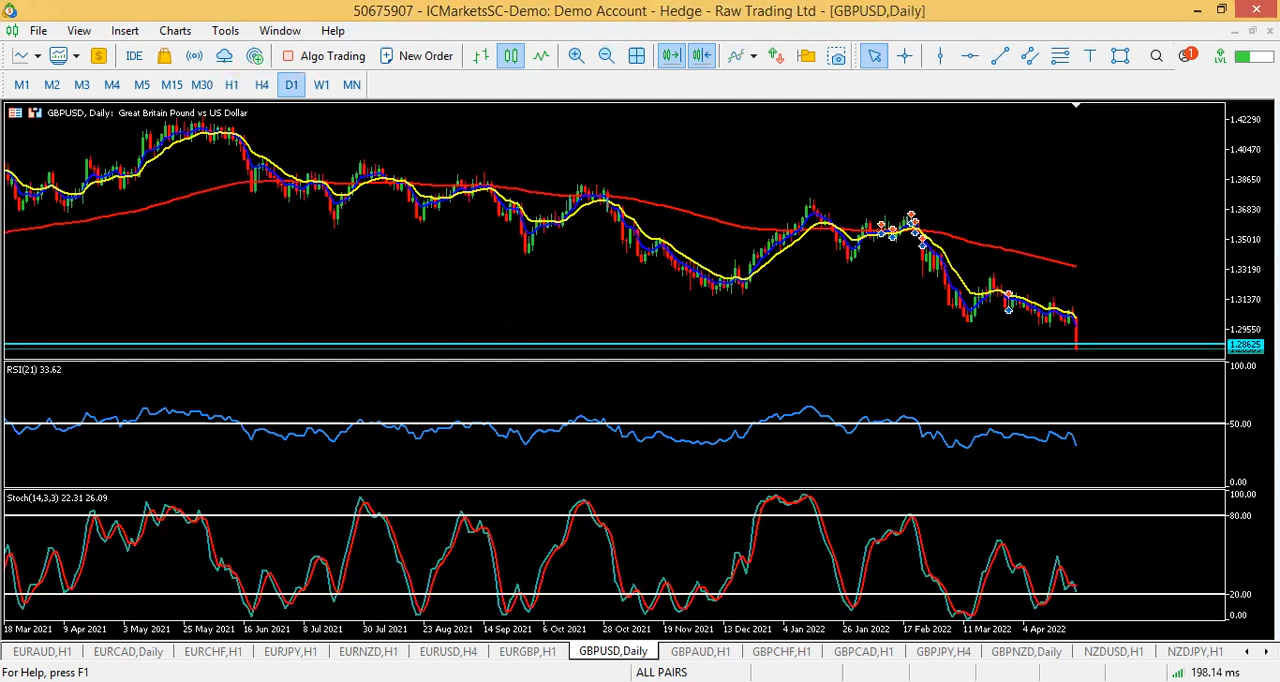 50675907 - ICMarketsSC-Demo: Demo Account - Hedge - Raw Trading Ltd - [GBPUSD,Daily]
File View Insert Charts Tools Window Help
IDE Algo Trading New Order 1 LVL
M1 M2 M3 M4 M5 M15 M30 H1 H4 D1 W1 MN
GBPUSD, Daily: Great Britain Pound vs US Dollar
1.42290
1.40470
1.38650
1.36830
1.35010
1.33190
1.31370
1.29550
1.28625
RSI(21) 33.62
100.00
50.00
0.00
Stoch(14,3,3) 22.31 26.09
100.00
80.00
20.00
0.00
18 Mar 2021 9 Apr 2021 3 May 2021 25 May 2021 16 Jun 2021 8 Jul 2021 30 Jul 2021 23 Aug 2021 14 Sep 2021 6 Oct 2021 28 Oct 2021 19 Nov 2021 13 Dec 2021 4 Jan 2022 26 Jan 2022 17 Feb 2022 11 Mar 2022 4 Apr 2022
EURAUD,H1 EURCAD,Daily EURCHF,H1 EURJPY,H1 EURNZD,H1 EURUSD,H4 EURGBP,H1 GBPUSD,Daily GBPAUD,H1 GBPCHF,H1 GBPCAD,H1 GBPJPY,H4 GBPNZD,Daily NZDUSD,H1 NZDJPY,H1
For Help, press F1 ALL PAIRS 198.14 ms